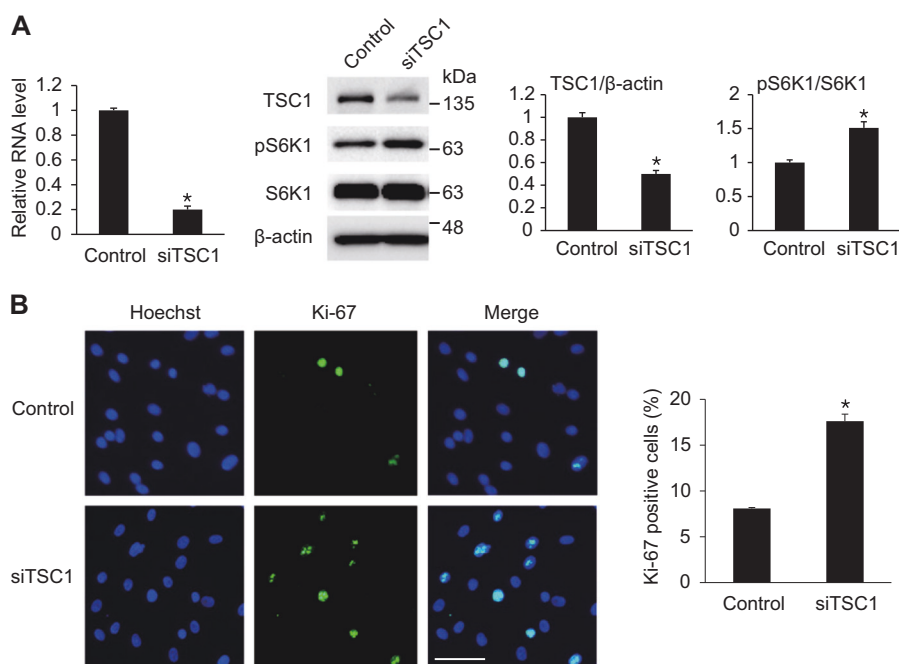 A
Relative RNA level
1.2
1
0.8
0.6
0.4
0.2
0
Control siTSC1
Control siTSC1
kDa
TSC1
135
pS6K1
63
S6K1
63
β-actin
48
TSC1/β-actin
1.2
1
0.8
0.6
0.4
0.2
0
*
*
Control siTSC1
pS6K1/S6K1
2
1.5
1
0.5
0
*
Control siTSC1
B
Hoechst Ki-67 Merge
Control
siTSC1
Ki-67 positive cells (%)
20
15
10
5
0
*
Control siTSC1